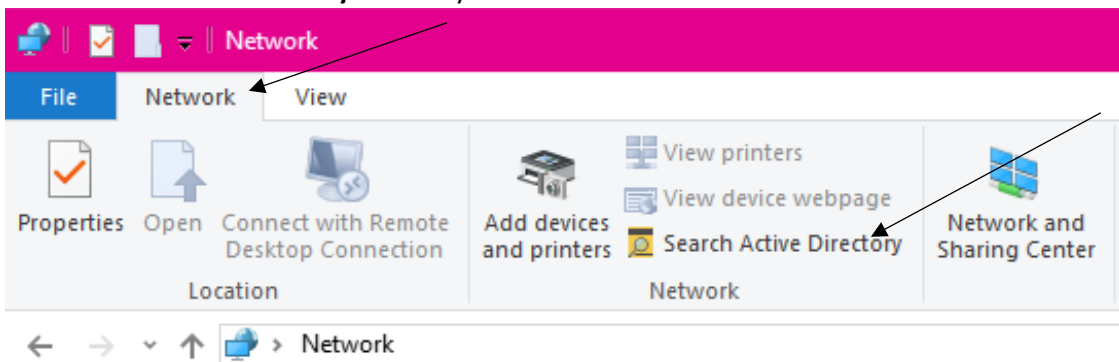 Network
File Network View
View printers
View device webpage
Properties Open Connect with Remote Desktop Connection Add devices and printers Search Active Directory Network and Sharing Center
Location Network
Network